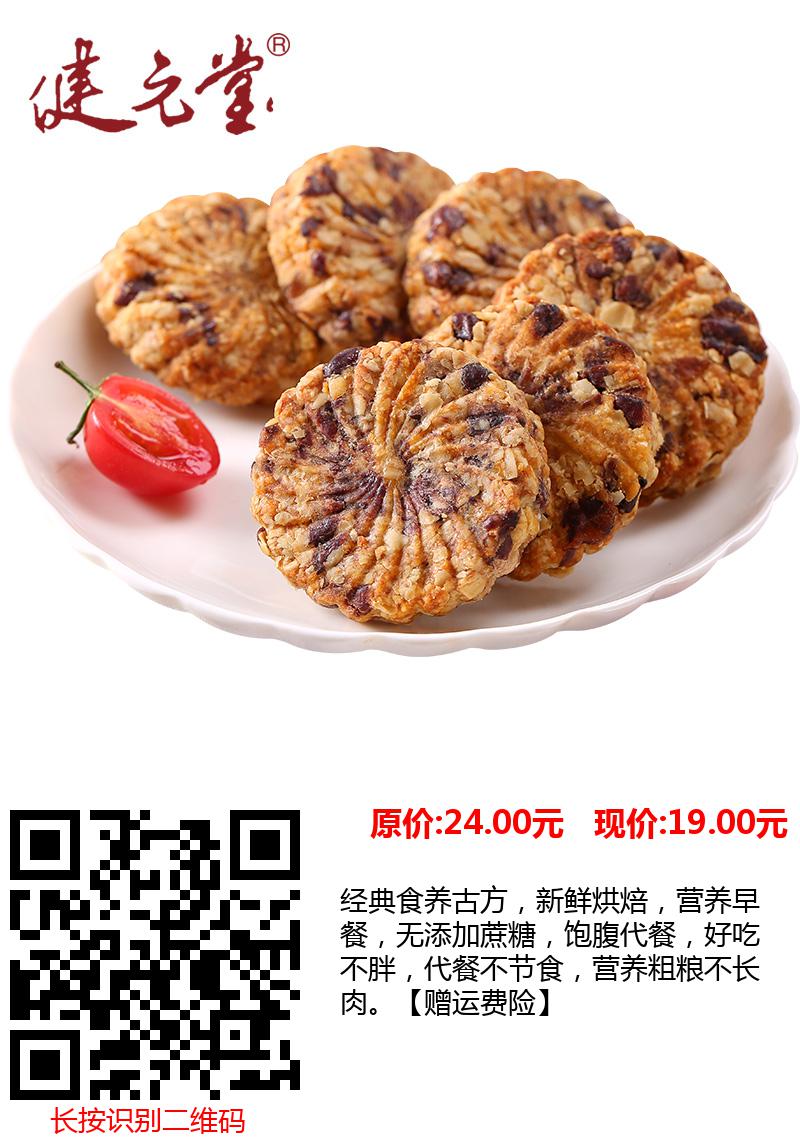 健元堂®
原价:24.00元 现价:19.00元
经典食养古方，新鲜烘焙，营养早
餐，无添加蔗糖，饱腹代餐，好吃
不胖，代餐不节食，营养粗粮不长
肉。【赠运费险】
长按识别二维码